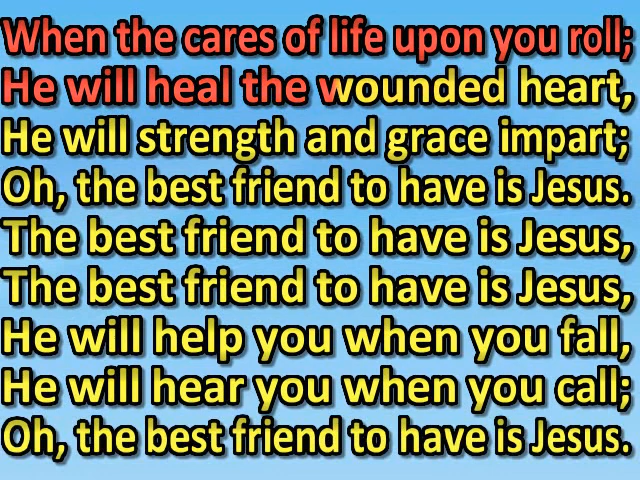 When the cares of life upon you roll;
He will heal the wounded heart,
He will strength and grace impart;
Oh, the best friend to have is Jesus.
The best friend to have is Jesus,
The best friend to have is Jesus,
He will help you when you fall,
He will hear you when you call;
Oh, the best friend to have is Jesus.